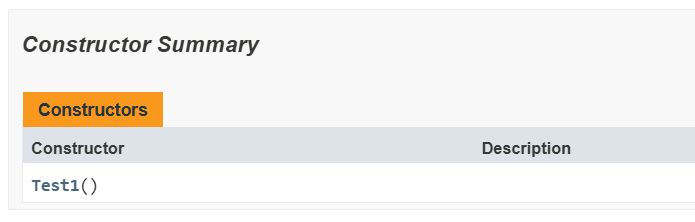 Constructor Summary
Constructors
Constructor Description
Test1()